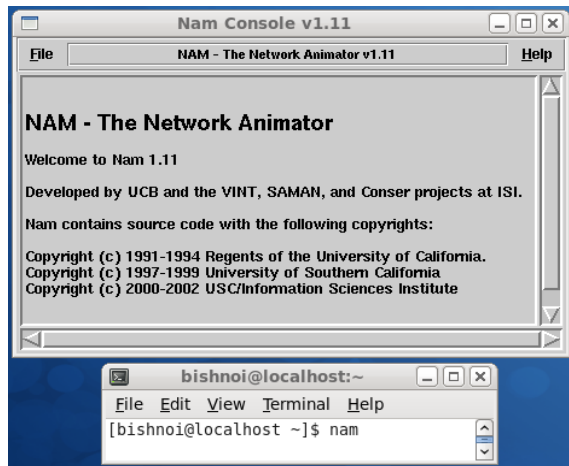 Nam Console v1.11
File NAM - The Network Animator v1.11 Help
NAM - The Network Animator
Welcome to Nam 1.11
Developed by UCB and the VINT, SAMAN, and Conser projects at ISI.
Nam contains source code with the following copyrights:
Copyright (c) 1991-1994 Regents of the University of California.
Copyright (c) 1997-1999 University of Southern California
Copyright (c) 2000-2002 USC/Information Sciences Institute
bishnoi@localhost:~
File Edit View Terminal Help
[bishnoi@localhost ~]$ nam